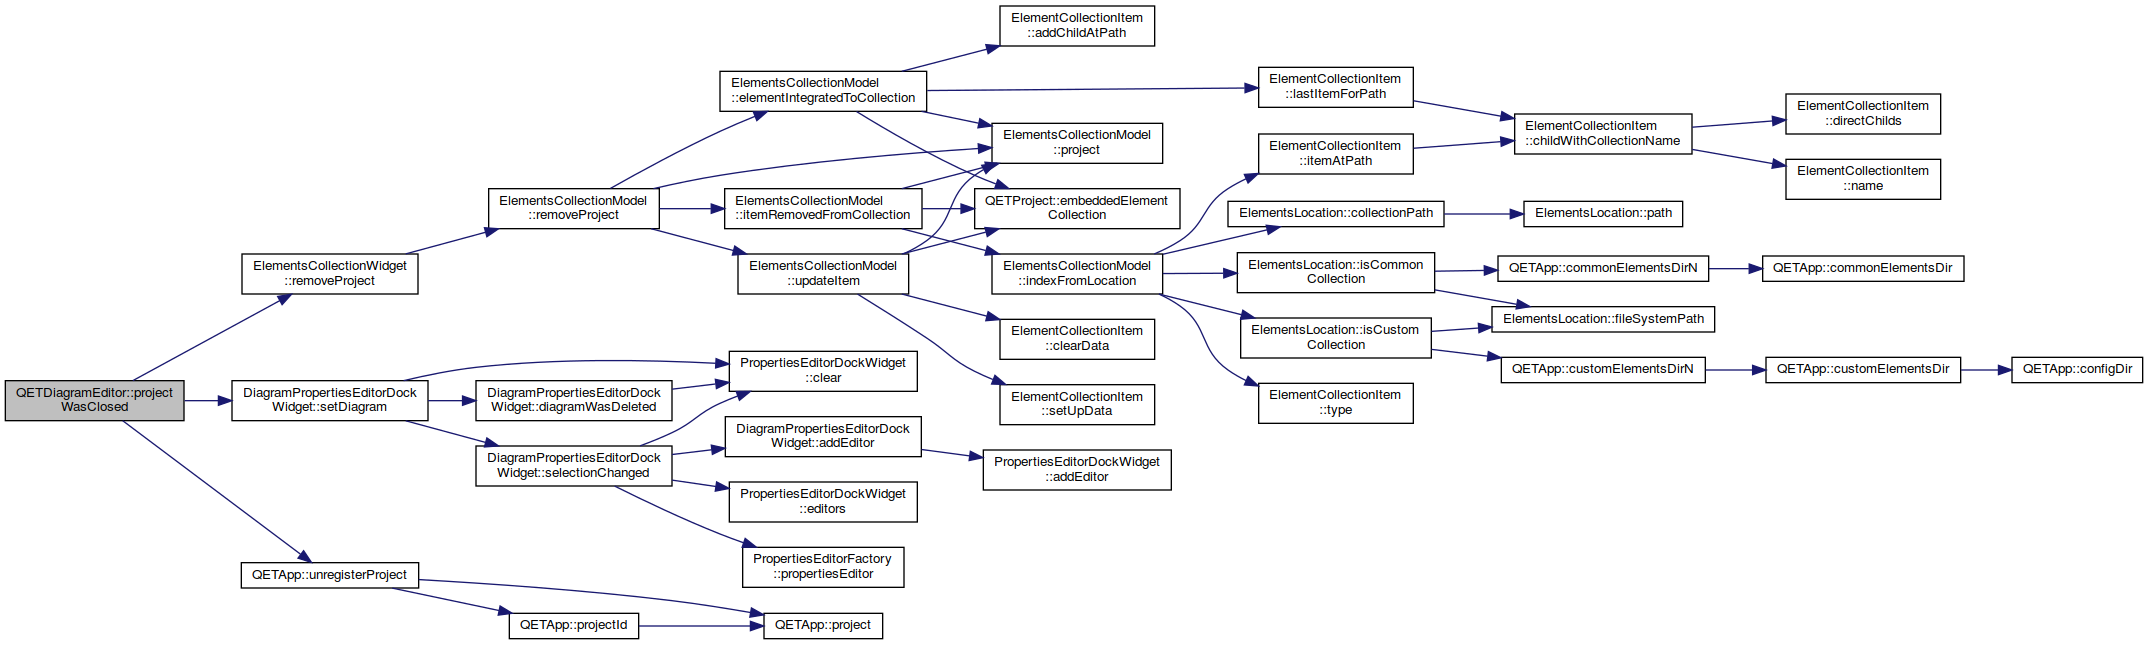 QETDiagramEditor::project
WasClosed
ElementsCollectionWidget
::removeProject
DiagramPropertiesEditorDock
Widget::setDiagram
QETApp::unregisterProject
ElementsCollectionModel
::removeProject
DiagramPropertiesEditorDock
Widget::diagramWasDeleted
DiagramPropertiesEditorDock
Widget::selectionChanged
QETApp::projectId
ElementsCollectionModel
::elementIntegratedToCollection
ElementsCollectionModel
::itemRemovedFromCollection
ElementsCollectionModel
::updateItem
PropertiesEditorDockWidget
::clear
DiagramPropertiesEditorDock
Widget::addEditor
PropertiesEditorDockWidget
::editors
PropertiesEditorFactory
::propertiesEditor
QETApp::project
ElementCollectionItem
::addChildAtPath
ElementsCollectionModel
::project
QETProject::embeddedElement
Collection
ElementsCollectionModel
::indexFromLocation
ElementCollectionItem
::clearData
ElementCollectionItem
::setUpData
PropertiesEditorDockWidget
::addEditor
ElementCollectionItem
::lastItemForPath
ElementCollectionItem
::itemAtPath
ElementsLocation::collectionPath
ElementsLocation::isCommon
Collection
ElementsLocation::isCustom
Collection
ElementCollectionItem
::type
ElementCollectionItem
::childWithCollectionName
ElementsLocation::path
QETApp::commonElementsDirN
ElementsLocation::fileSystemPath
QETApp::customElementsDirN
ElementCollectionItem
::directChilds
ElementCollectionItem
::name
QETApp::commonElementsDir
QETApp::customElementsDir
QETApp::configDir